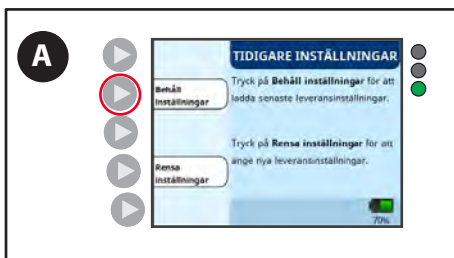 A
TIDIGARE INSTÄLLNINGAR
Behåll
inställningar
Tryck på Behåll inställningar för att
ladda senaste leveransinställningar.
Rensa
inställningar
Tryck på Rensa inställningar för att
ange nya leveransinställningar.
70%